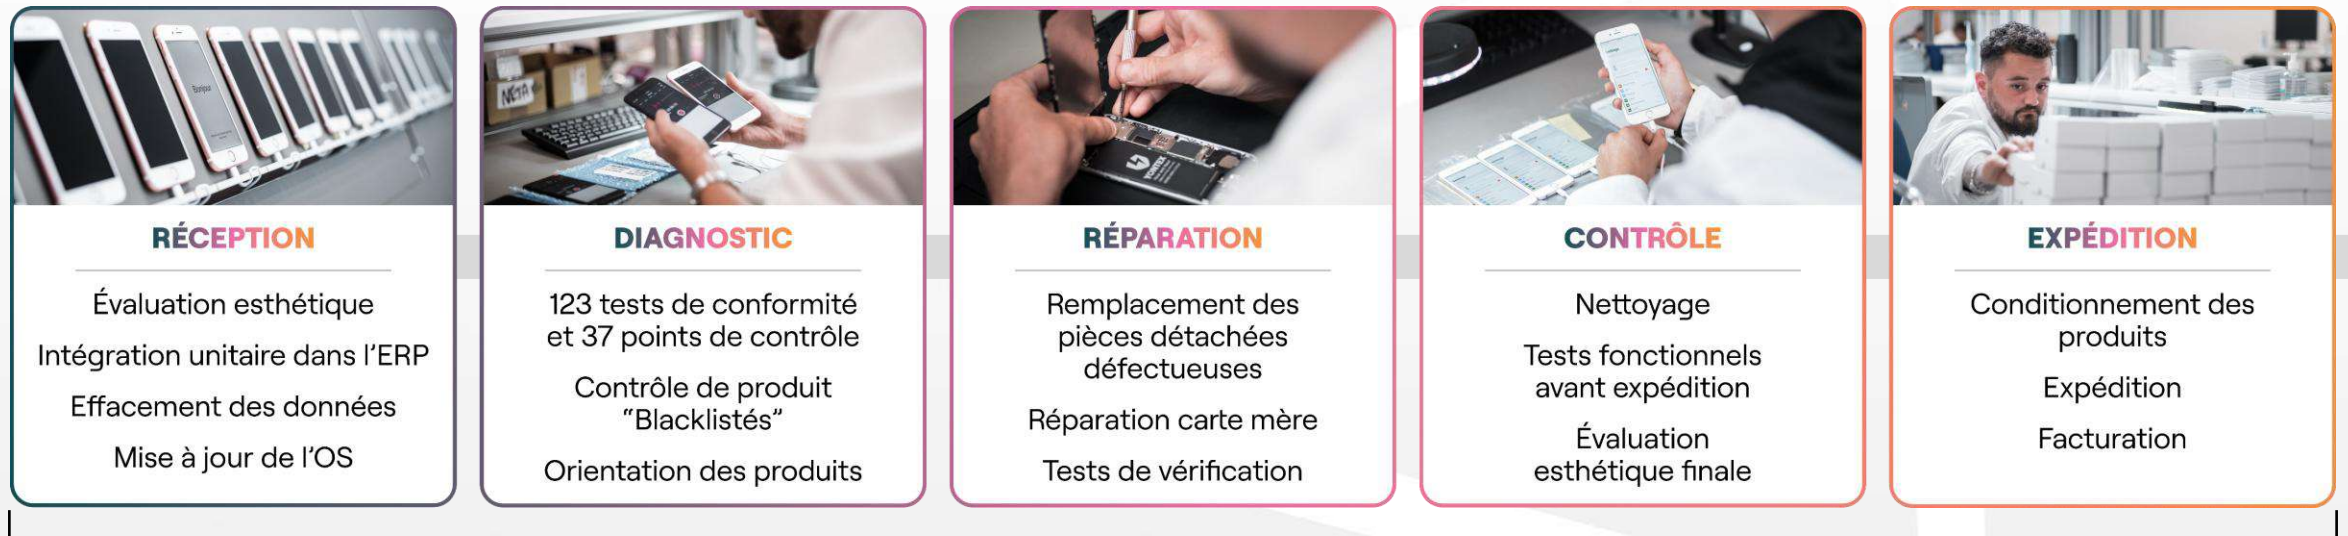 Bonjour
META
VORTEX
RÉCEPTION
Évaluation esthétique
Intégration unitaire dans l’ERP
Effacement des données
Mise à jour de l’OS
DIAGNOSTIC
123 tests de conformité
et 37 points de contrôle
Contrôle de produit
“Blacklistés”
Orientation des produits
RÉPARATION
Remplacement des
pièces détachées
défectueuses
Réparation carte mère
Tests de vérification
CONTRÔLE
Nettoyage
Tests fonctionnels
avant expédition
Évaluation
esthétique finale
EXPÉDITION
Conditionnement des
produits
Expédition
Facturation